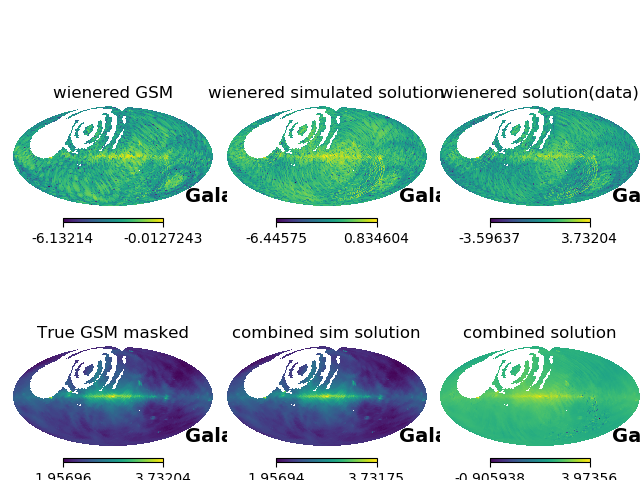 wienered GSM wienered simulated solution wienered solution(data)
Gala Gala Ga
-6.13214 -0.0127243 -6.44575 0.834604 -3.59637 3.73204
True GSM masked combined sim solution combined solution
Gala Gala Ga
1.95696 3.73204 1.95694 3.73175 -0.905938 3.97356